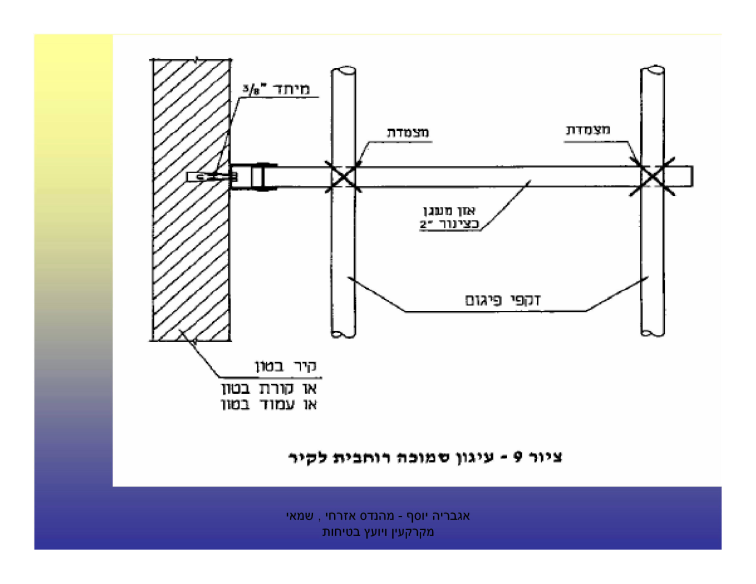 מיחד "3/8
מצמדת
מצמדת
אזן מעוגן
כצינור "2
זקפי פיגום
קיר בטון
או קורת בטון
או עמוד בטון
ציור 9 - עיגון סמוכה רוחבית לקיר
אגבריה יוסף - מהנדס אזרחי , שמאי
מקרקעין ויועץ בטיחות